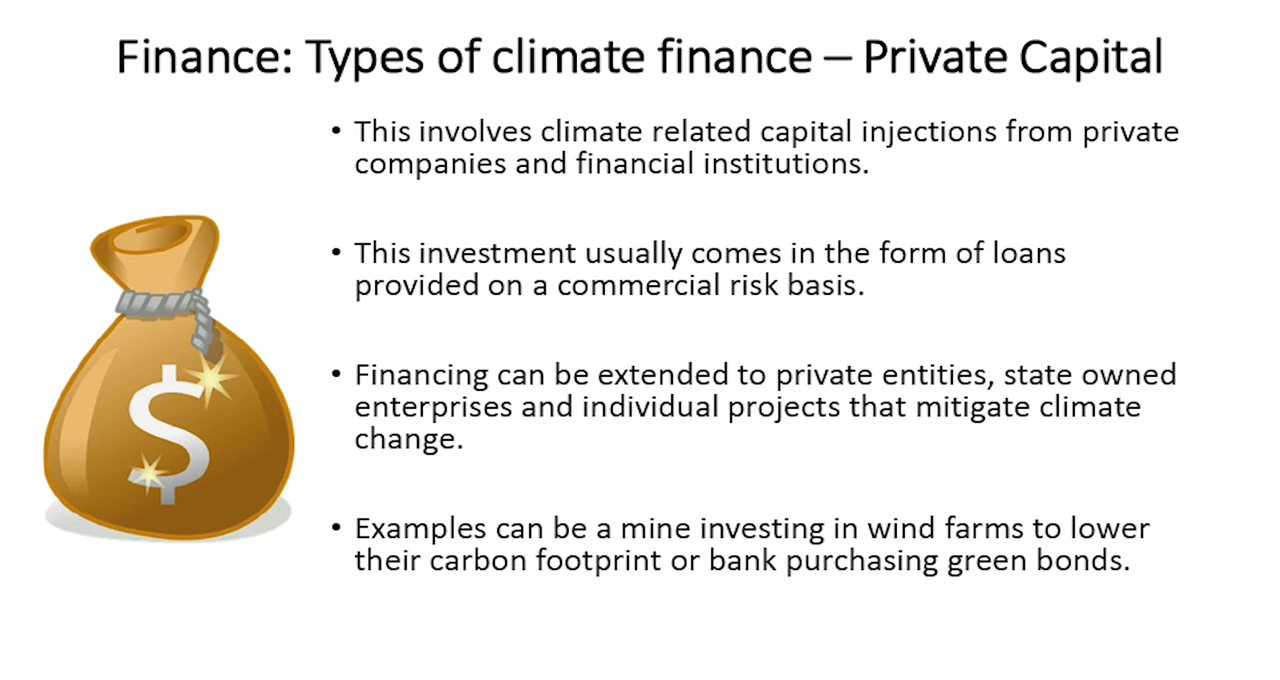 Finance: Types of climate finance – Private Capital
• This involves climate related capital injections from private
companies and financial institutions.
• This investment usually comes in the form of loans
provided on a commercial risk basis.
• Financing can be extended to private entities, state owned
enterprises and individual projects that mitigate climate
change.
• Examples can be a mine investing in wind farms to lower
their carbon footprint or bank purchasing green bonds.
$